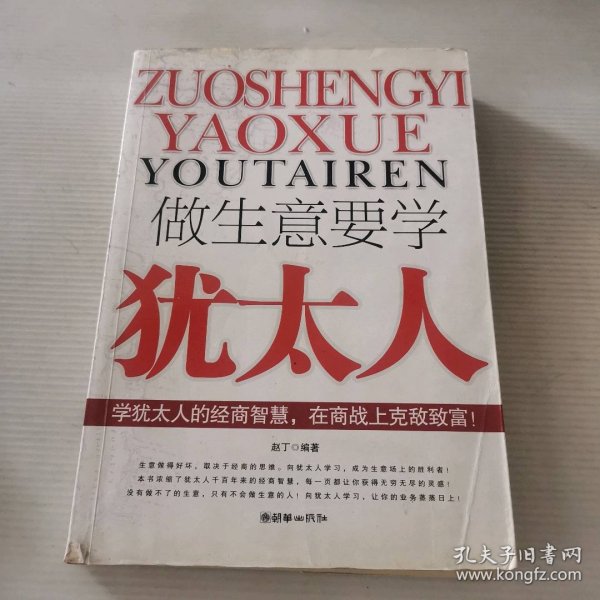 ZUOSHENGYI
YAOXUE
YOUTAIREN
做生意要学
犹太人
学犹太人的经商智慧，在商战上克敌致富！
赵丁◎编著
生意做得好坏，取决于经商的思维。向犹太人学习，成为生意场上的胜利者！
本书浓缩了犹太人千百年来的经商智慧，每一页都让你获得无穷无尽的灵感！
没有做不了的生意，只有不会做生意的人！向犹太人学习，让你的业务蒸蒸日上！
朝华出版社
孔夫子旧书网
www.kongfz.com